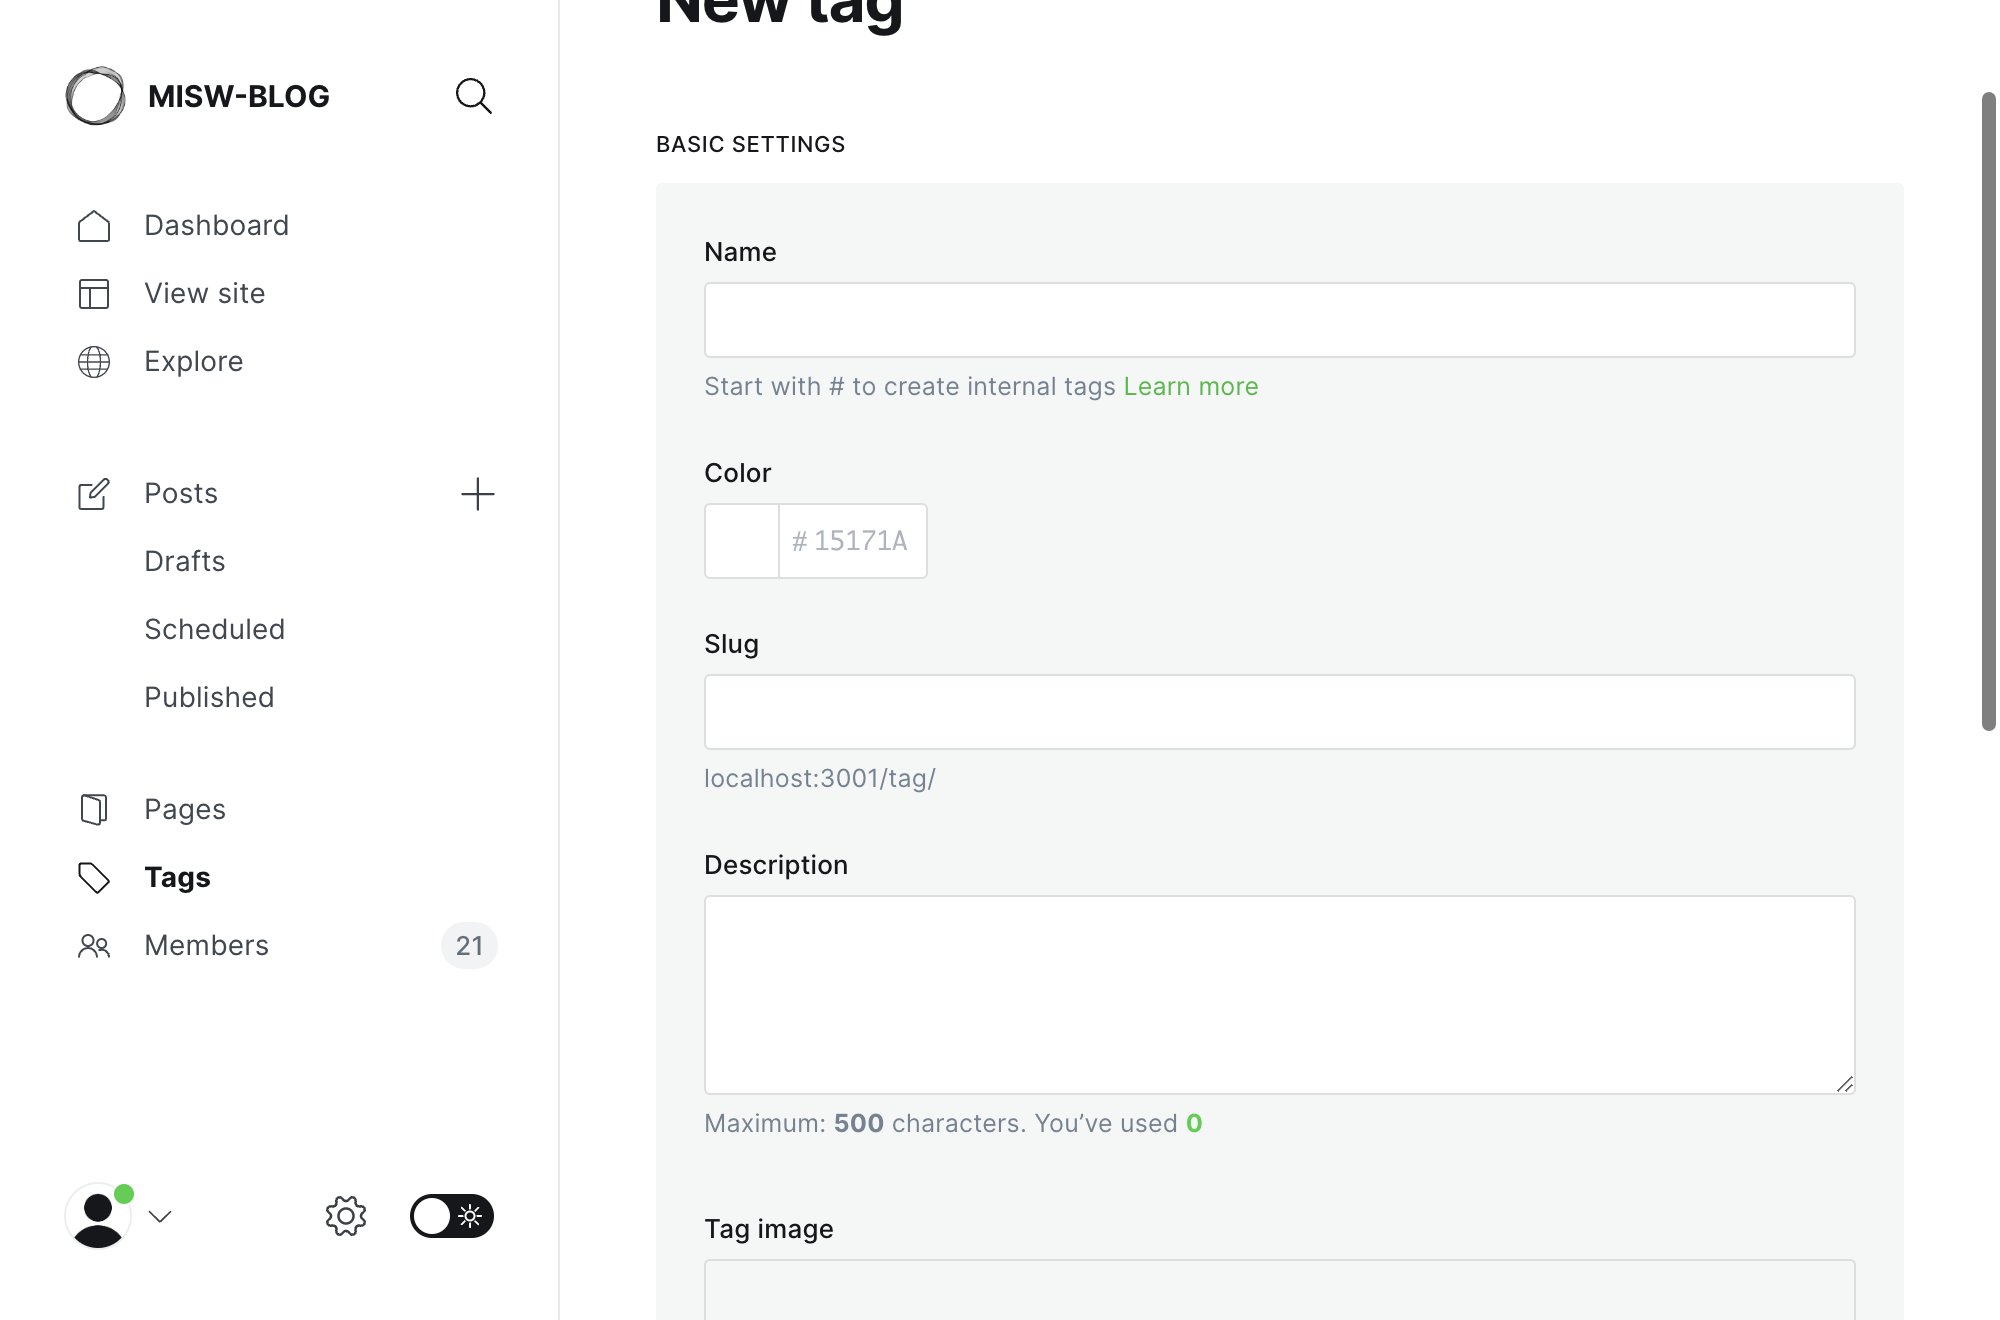 New tag
MISW-BLOG
BASIC SETTINGS
Dashboard
View site
Explore
Posts
Drafts
Scheduled
Published
Pages
Tags
Members
21
Name
Start with # to create internal tags Learn more
Color
# 15171A
Slug
localhost:3001/tag/
Description
Maximum: 500 characters. You’ve used 0
Tag image